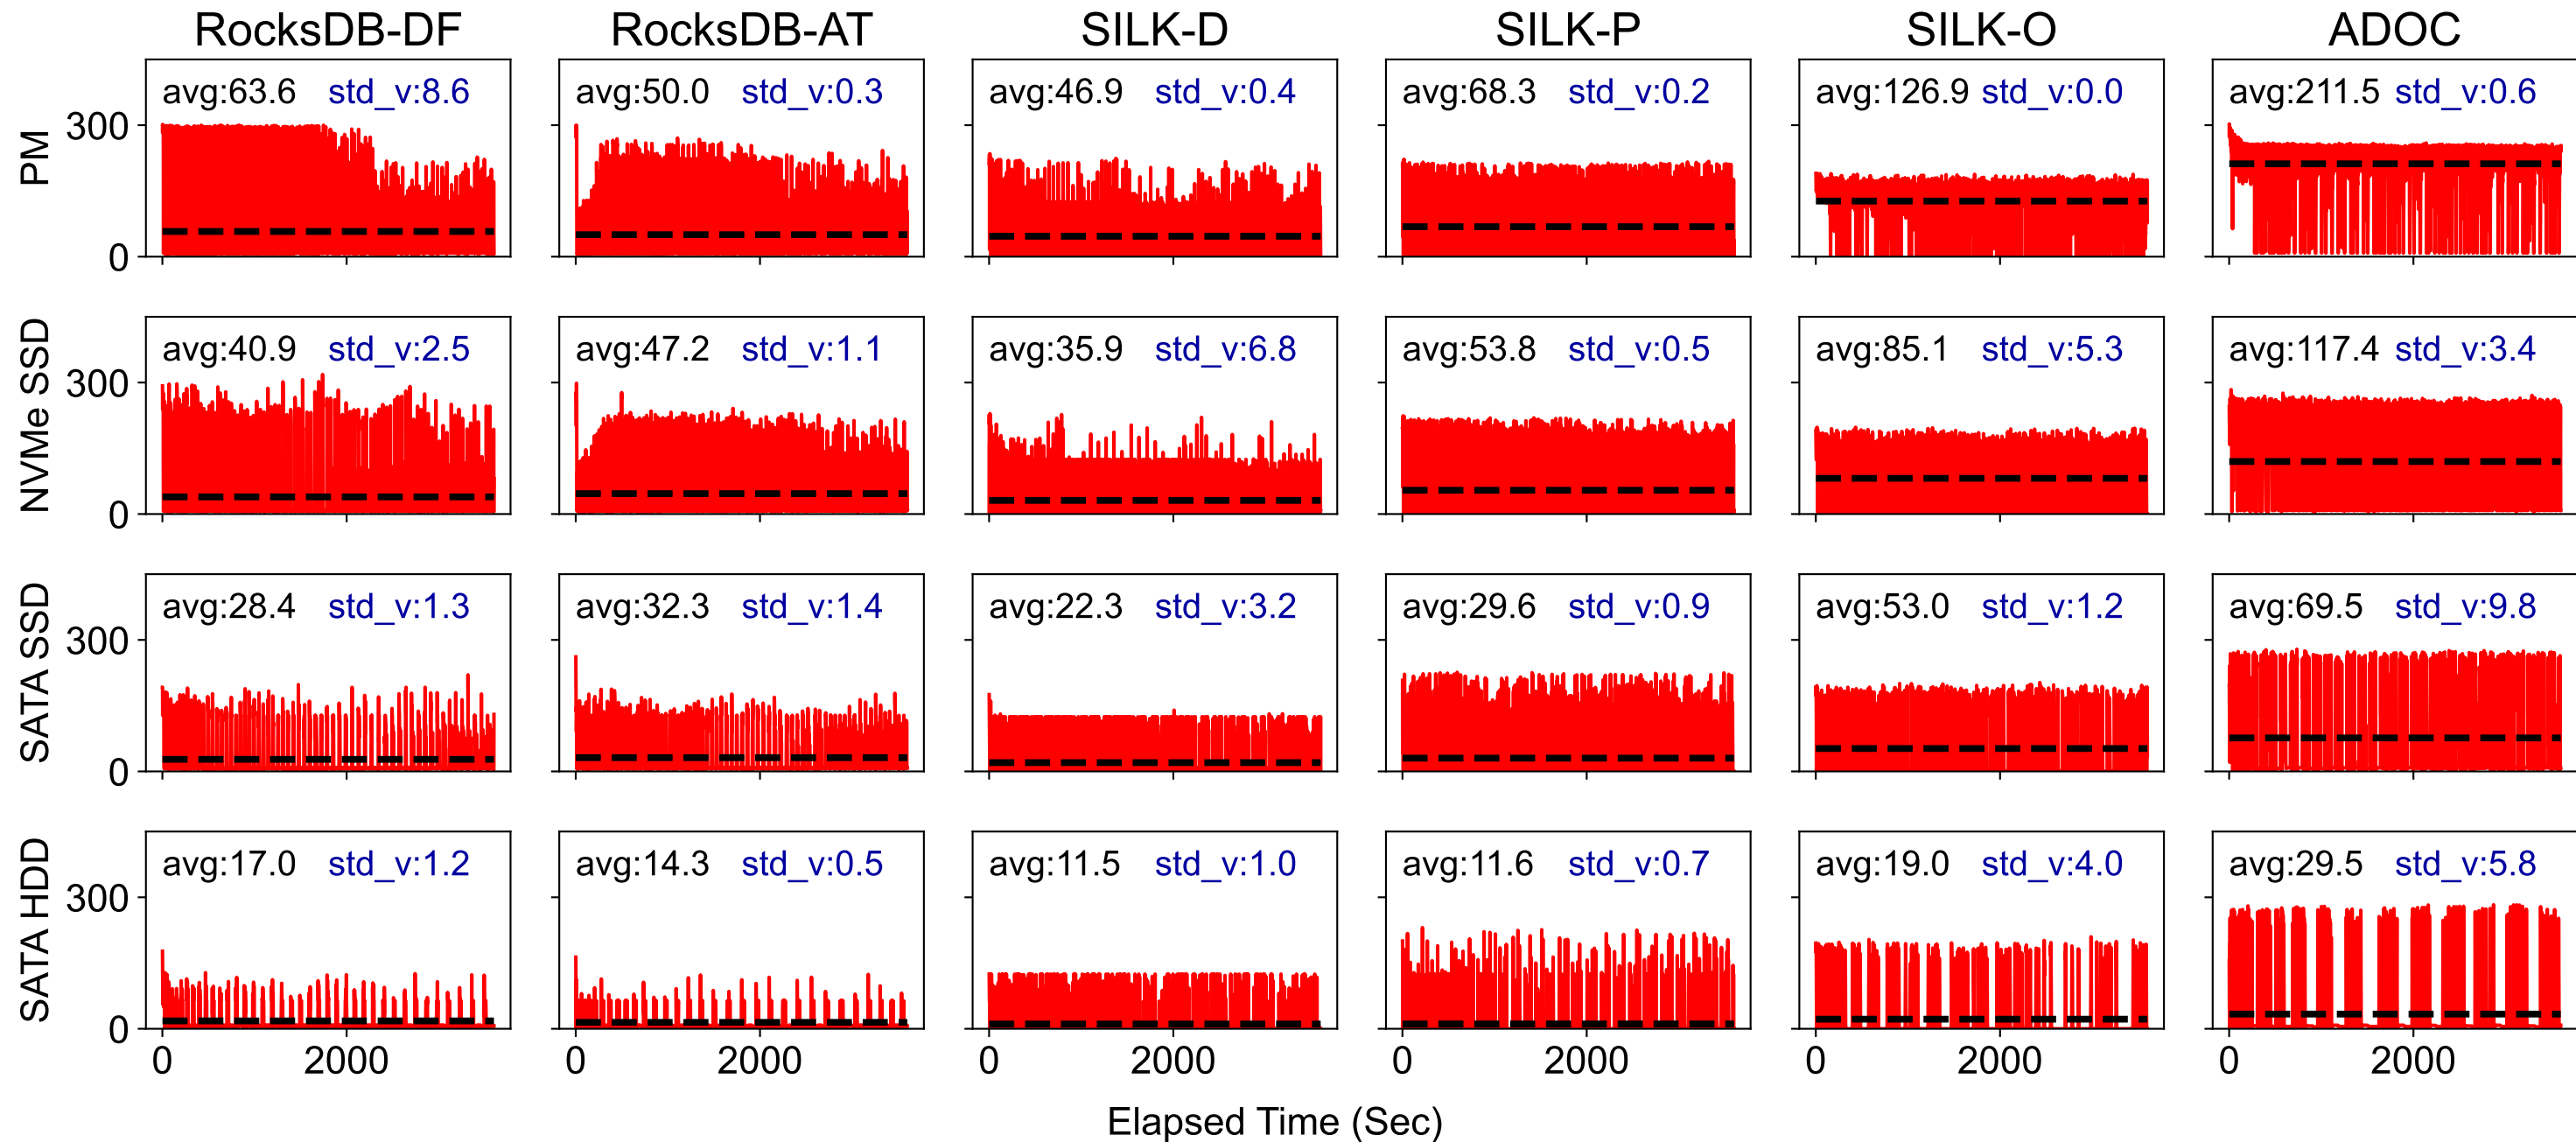 RocksDB-DF RocksDB-AT SILK-D SILK-P SILK-O ADOC
avg:63.6 std_v:8.6 avg:50.0 std_v:0.3 avg:46.9 std_v:0.4 avg:68.3 std_v:0.2 avg:126.9 std_v:0.0 avg:211.5 std_v:0.6
PM
300
0
avg:40.9 std_v:2.5 avg:47.2 std_v:1.1 avg:35.9 std_v:6.8 avg:53.8 std_v:0.5 avg:85.1 std_v:5.3 avg:117.4 std_v:3.4
NVMe SSD
300
0
avg:28.4 std_v:1.3 avg:32.3 std_v:1.4 avg:22.3 std_v:3.2 avg:29.6 std_v:0.9 avg:53.0 std_v:1.2 avg:69.5 std_v:9.8
SATA SSD
300
0
avg:17.0 std_v:1.2 avg:14.3 std_v:0.5 avg:11.5 std_v:1.0 avg:11.6 std_v:0.7 avg:19.0 std_v:4.0 avg:29.5 std_v:5.8
SATA HDD
300
0
0 2000 0 2000 0 2000 0 2000 0 2000 0 2000
Elapsed Time (Sec)